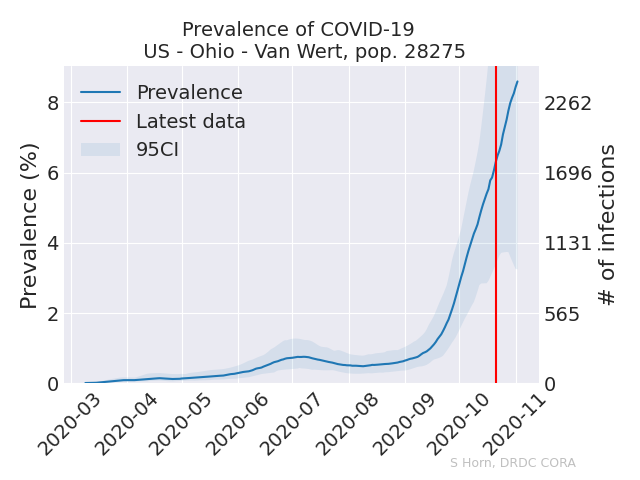 Prevalence of COVID-19
US - Ohio - Van Wert, pop. 28275
Prevalence
Latest data
95CI
Prevalence (%)
8
6
4
2
0
2262
1696
1131
565
0
# of infections
2020-03
2020-04
2020-05
2020-06
2020-07
2020-08
2020-09
2020-10
2020-11
S Horn, DRDC CORA